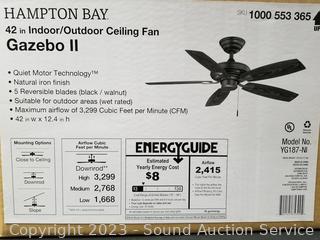 HAMPTON BAY
SKU 1000 553 365
42 in Indoor/Outdoor Ceiling Fan
Gazebo II
• Quiet Motor Technology™
• Natural iron finish
• 5 Reversible blades (black / walnut)
• Suitable for outdoor areas (wet rated)
• Maximum airflow of 3,299 Cubic Feet per Minute (CFM)
• 42 in w x 12.4 in h
Mounting Options
Close to Ceiling
Downrod
Slope
Airflow Cubic
Feet per Minute
Downrod**
High 3,299
Medium 2,768
Low 1,668
ENERGYGUIDE
Estimated
Yearly Energy Cost
$8
Airflow
2,415
Cubic Feet Per Minute
Model No.
YG187-NI
Copyright 2023 - Sound Auction Service